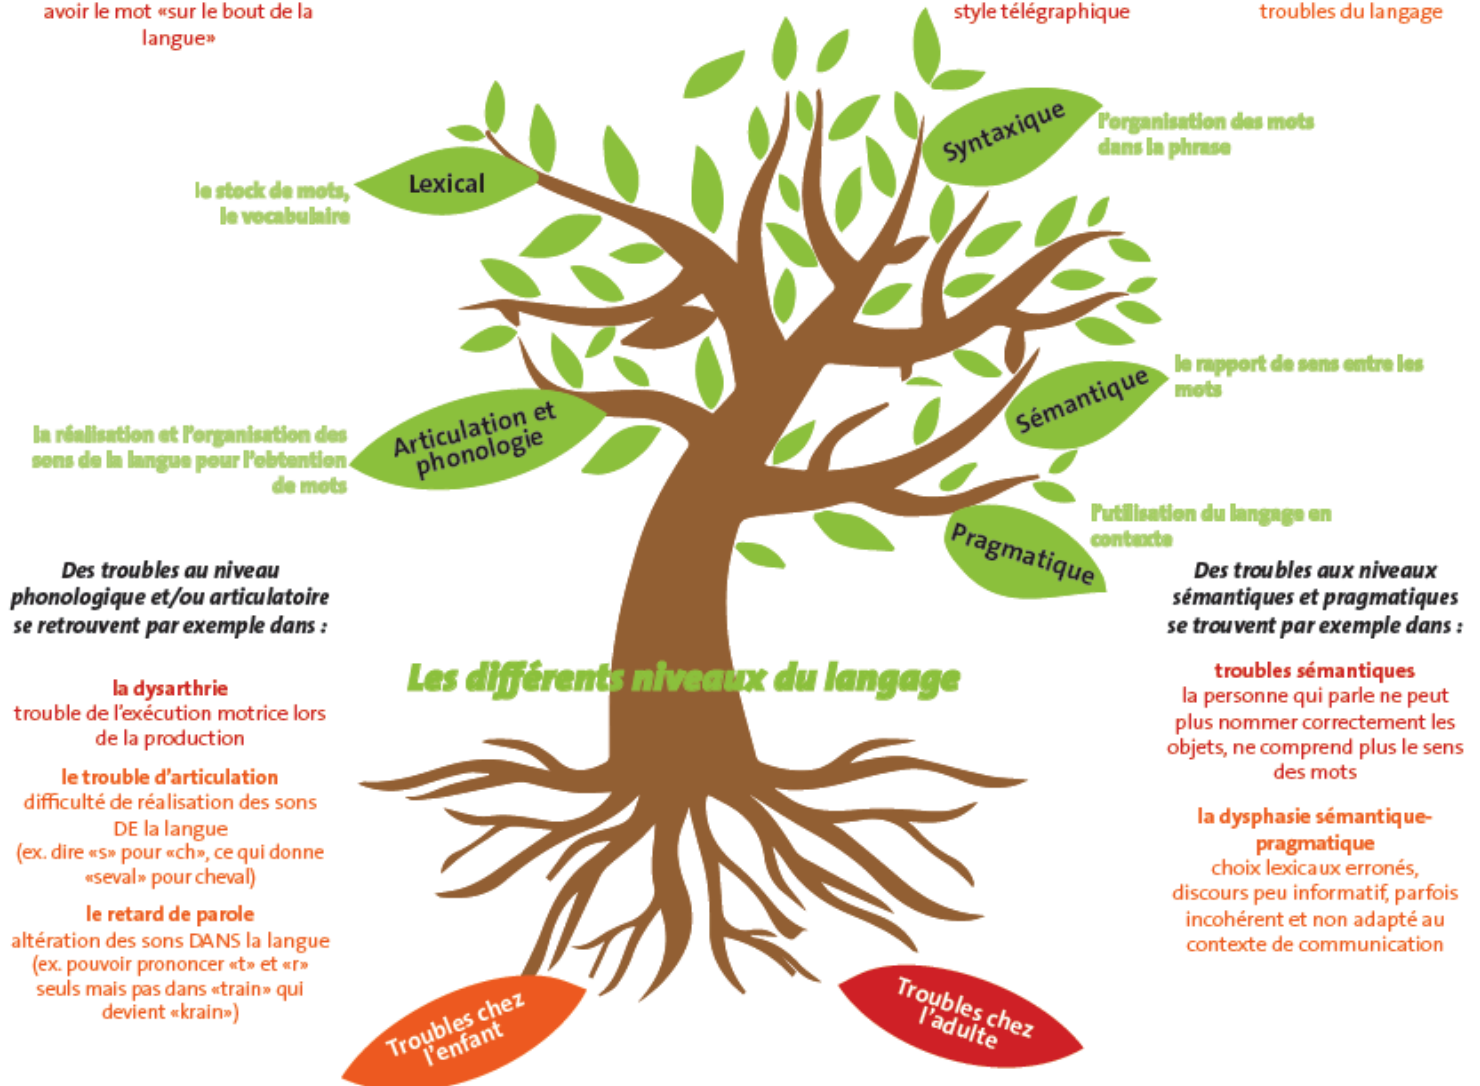 avoir le mot «sur le bout de la
langue»
style télégraphique
troubles du langage
Syntaxique
l'organisation des mots
dans la phrase
Lexical
le stock de mots,
le vocabulaire
Sémantique
le rapport de sens entre les
mots
Articulation et
phonologie
la réalisation et l'organisation des
sons de la langue pour l'obtention
de mots
Pragmatique
l'utilisation du langage en
contexte
Des troubles au niveau
phonologique et/ou articulatoire
se retrouvent par exemple dans :
la dysarthrie
trouble de l'exécution motrice lors
de la production
le trouble d'articulation
difficulté de réalisation des sons
DE la langue
(ex. dire «s» pour «ch», ce qui donne
«seval» pour cheval)
le retard de parole
altération des sons DANS la langue
(ex. pouvoir prononcer «t» et «r»
seuls mais pas dans «train» qui
devient «krain»)
Les différents niveaux du langage
Des troubles aux niveaux
sémantiques et pragmatiques
se trouvent par exemple dans :
troubles sémantiques
la personne qui parle ne peut
plus nommer correctement les
objets, ne comprend plus le sens
des mots
la dysphasie sémantique-
pragmatique
choix lexicaux erronés,
discours peu informatif, parfois
incohérent et non adapté au
contexte de communication
Troubles chez
l'enfant
Troubles chez
l'adulte